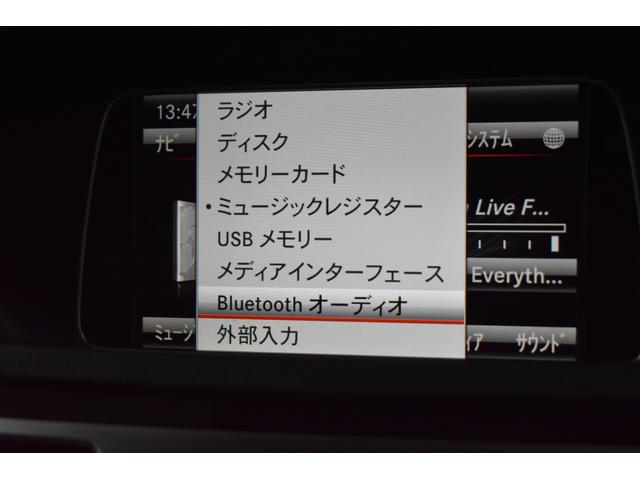 13:47
ナビ
システム
ラジオ
ディスク
メモリーカード
•ミュージックレジスター
USB メモリー
メディアインターフェース
Bluetooth オーディオ
外部入力
Live F...
Everyth...
ミュージ
ィア
サウンド